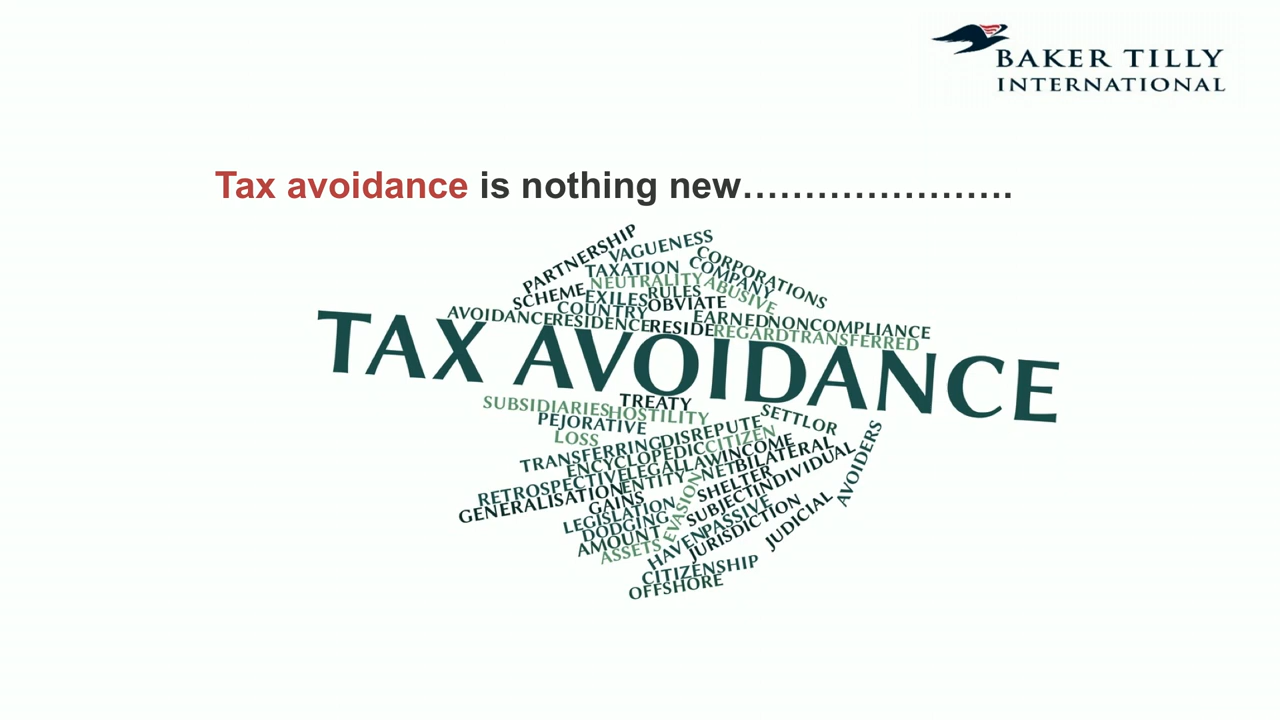 BAKER TILLY
INTERNATIONAL
Tax avoidance is nothing new......................
PARTNERSHIP
VAGUENESS
CORPORATIONS
TAXATION
COMPANY
NEUTRALITY
ABUSIVE
SCHEME
EXILES
RULES
OBVIATE
COUNTRY
EARNED
NONCOMPLIANCE
AVOIDANCE
RESIDENCE
RESIDE
REGARD
TRANSFERRED
TAX AVOIDANCE
TREATY
SUBSIDIARIES
HOSTILITY
SETTLOR
PEJORATIVE
LOSS
DISREPUTE
AVOIDERS
TRANSFERRING
CITIZEN
ENCYCLOPEDIC
INCOME
LEGAL
LAW
BILATERAL
RETROSPECTIVE
ENTITY
NET
INDIVIDUAL
GENERALISATION
GAINS
SHELTER
EVASION
SUBJECT
LEGISLATION
DODGING
PASSIVE
AMOUNT
HAVEN
JURISDICTION
JUDICIAL
ASSETS
CITIZENSHIP
OFFSHORE